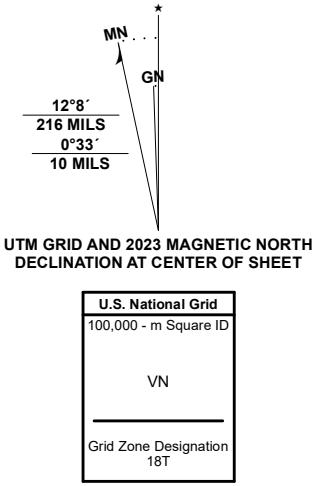 ★
MN
GN
12°8´
216 MILS
0°33´
10 MILS
UTM GRID AND 2023 MAGNETIC NORTH
DECLINATION AT CENTER OF SHEET
U.S. National Grid
100,000 - m Square ID
VN
Grid Zone Designation
18T